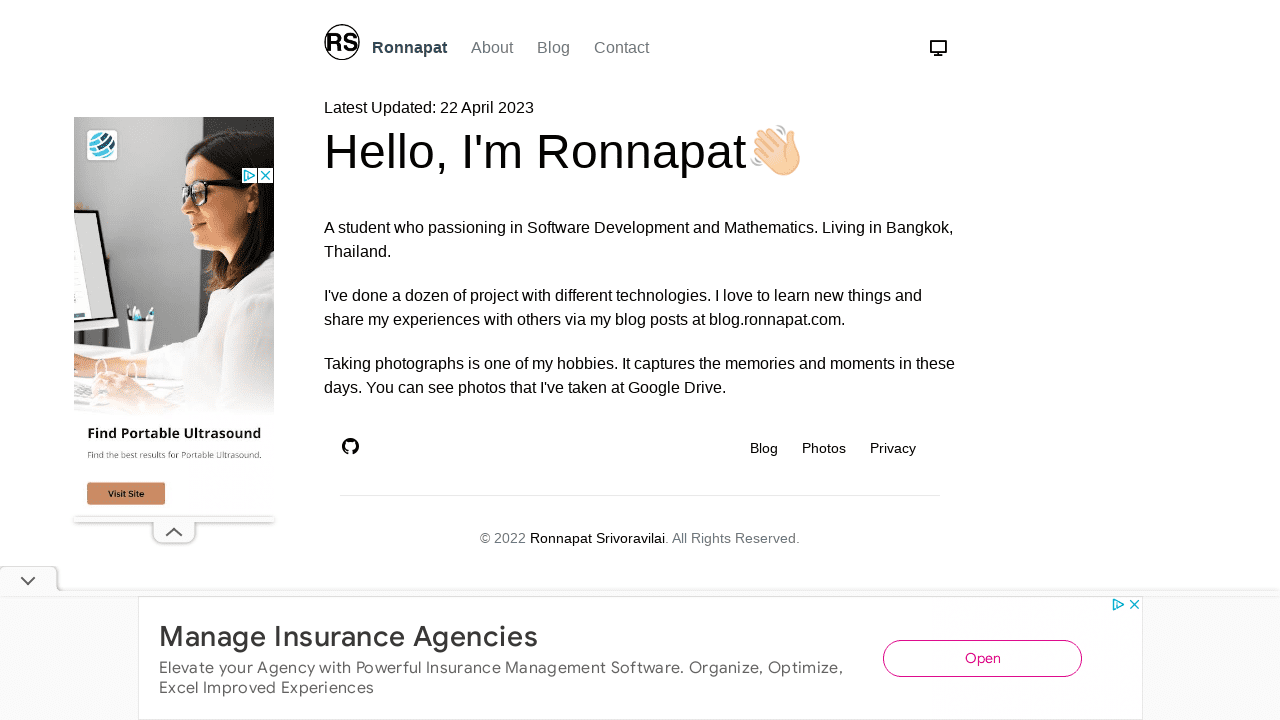 RS Ronnapat About Blog Contact
Latest Updated: 22 April 2023
Hello, I'm Ronnapat👋🏻
A student who passioning in Software Development and Mathematics. Living in Bangkok,
Thailand.
I've done a dozen of project with different technologies. I love to learn new things and
share my experiences with others via my blog posts at blog.ronnapat.com.
Taking photographs is one of my hobbies. It captures the memories and moments in these
days. You can see photos that I've taken at Google Drive.
Find Portable Ultrasound
Find the best results for Portable Ultrasound.
Visit Site
Blog Photos Privacy
© 2022 Ronnapat Srivoravilai. All Rights Reserved.
Manage Insurance Agencies
Elevate your Agency with Powerful Insurance Management Software. Organize, Optimize,
Excel Improved Experiences
Open